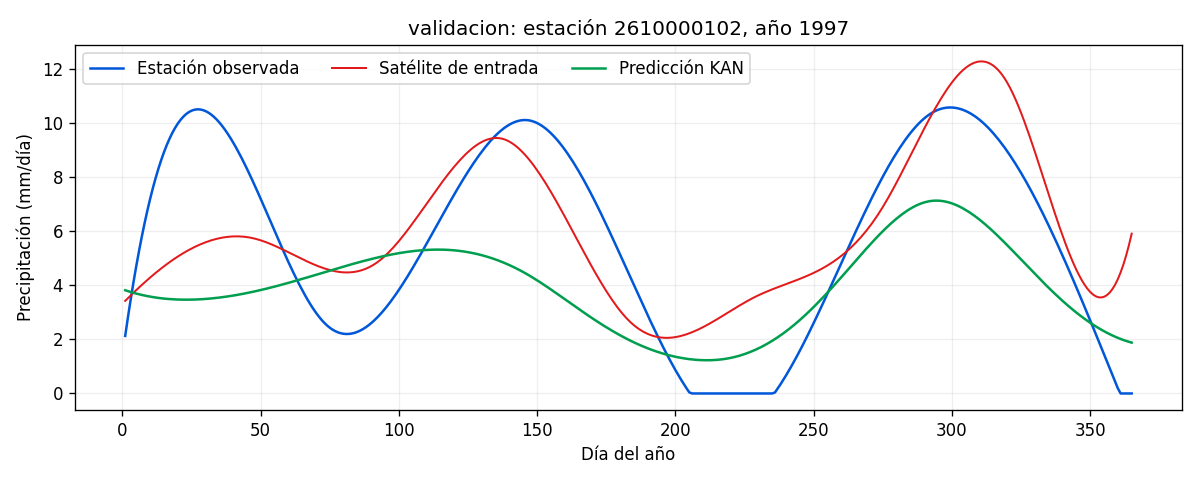 validacion: estación 2610000102, año 1997
Estación observada Satélite de entrada Predicción KAN
Precipitación (mm/día)
12
10
8
6
4
2
0
0 50 100 150 200 250 300 350
Día del año